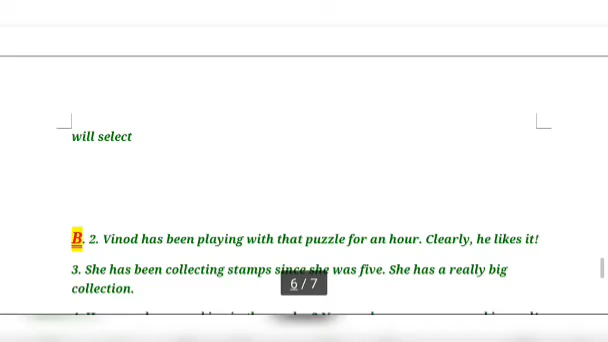 will select
B. 2. Vinod has been playing with that puzzle for an hour. Clearly, he likes it!
3. She has been collecting stamps since she was five. She has a really big
collection.
6 / 7